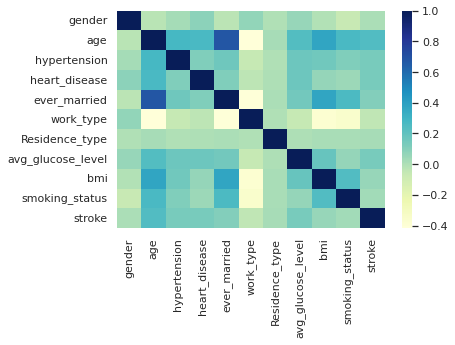 gender
age
hypertension
heart_disease
ever_married
work_type
Residence_type
avg_glucose_level
bmi
smoking_status
stroke
gender
age
hypertension
heart_disease
ever_married
work_type
Residence_type
avg_glucose_level
bmi
smoking_status
stroke
1.0
0.8
0.6
0.4
0.2
0.0
−0.2
−0.4